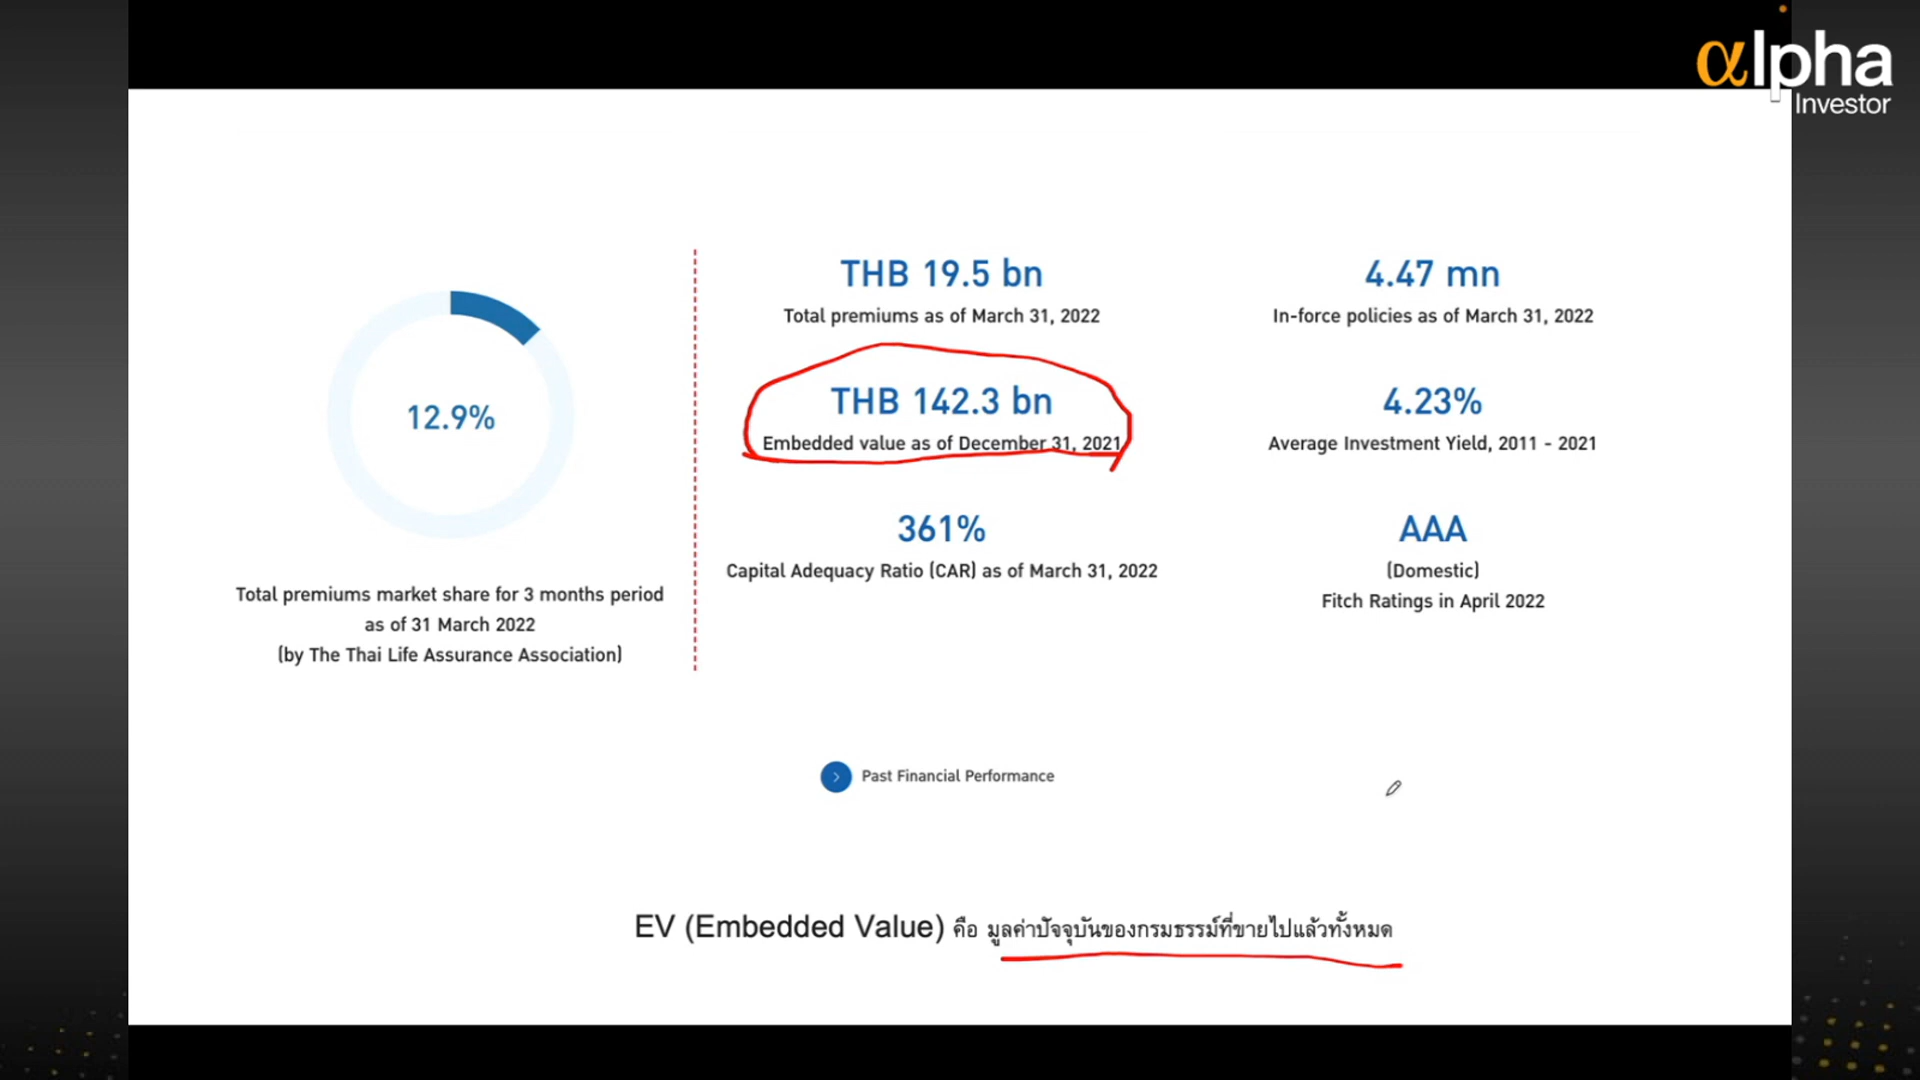 αlpha
Investor
12.9%
Total premiums market share for 3 months period
as of 31 March 2022
(by The Thai Life Assurance Association)
THB 19.5 bn
Total premiums as of March 31, 2022
4.47 mn
In-force policies as of March 31, 2022
THB 142.3 bn
Embedded value as of December 31, 2021
4.23%
Average Investment Yield, 2011 - 2021
361%
Capital Adequacy Ratio (CAR) as of March 31, 2022
AAA
(Domestic)
Fitch Ratings in April 2022
Past Financial Performance
EV (Embedded Value) คือ มูลค่าปัจจุบันของกรมธรรม์ที่ขายไปแล้วทั้งหมด